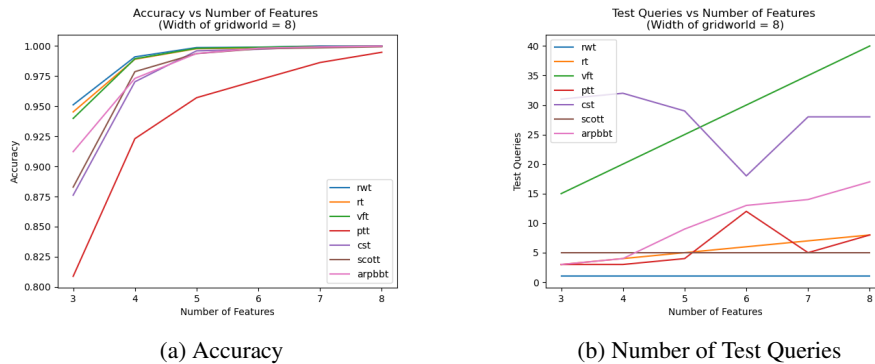 Accuracy vs Number of Features
(Width of gridworld = 8)
1.000
0.975
0.950
0.925
0.900
0.875
0.850
0.825
0.800
Accuracy
3 4 5 6 7 8
Number of Features
rwt
rt
vft
ptt
cst
scott
arpbbt
(a) Accuracy
Test Queries vs Number of Features
(Width of gridworld = 8)
40
35
30
25
20
15
10
5
0
Test Queries
3 4 5 6 7 8
Number of Features
rwt
rt
vft
ptt
cst
scott
arpbbt
(b) Number of Test Queries